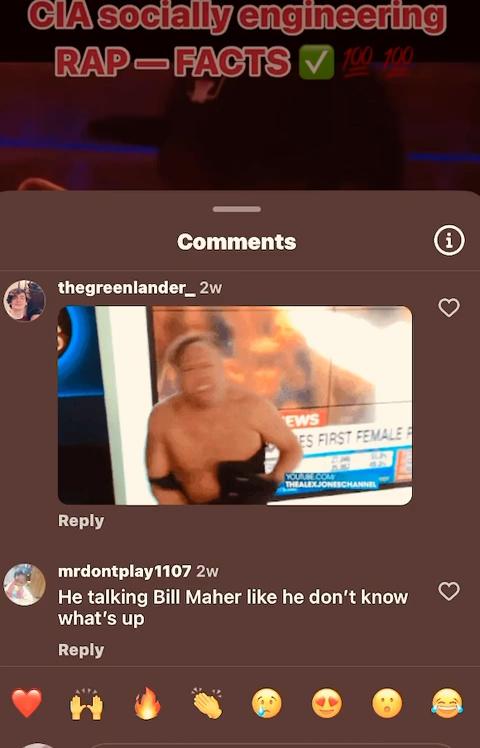 CIA socially engineering
RAP — FACTS ✅ 💯 💯
Comments
thegreenlander_ 2w
EWS
ES FIRST FEMALE P
YOUTUBE.COM/
THEALEXJONESCHANNEL
Reply
mrdontplay1107 2w
He talking Bill Maher like he don't know
what's up
Reply